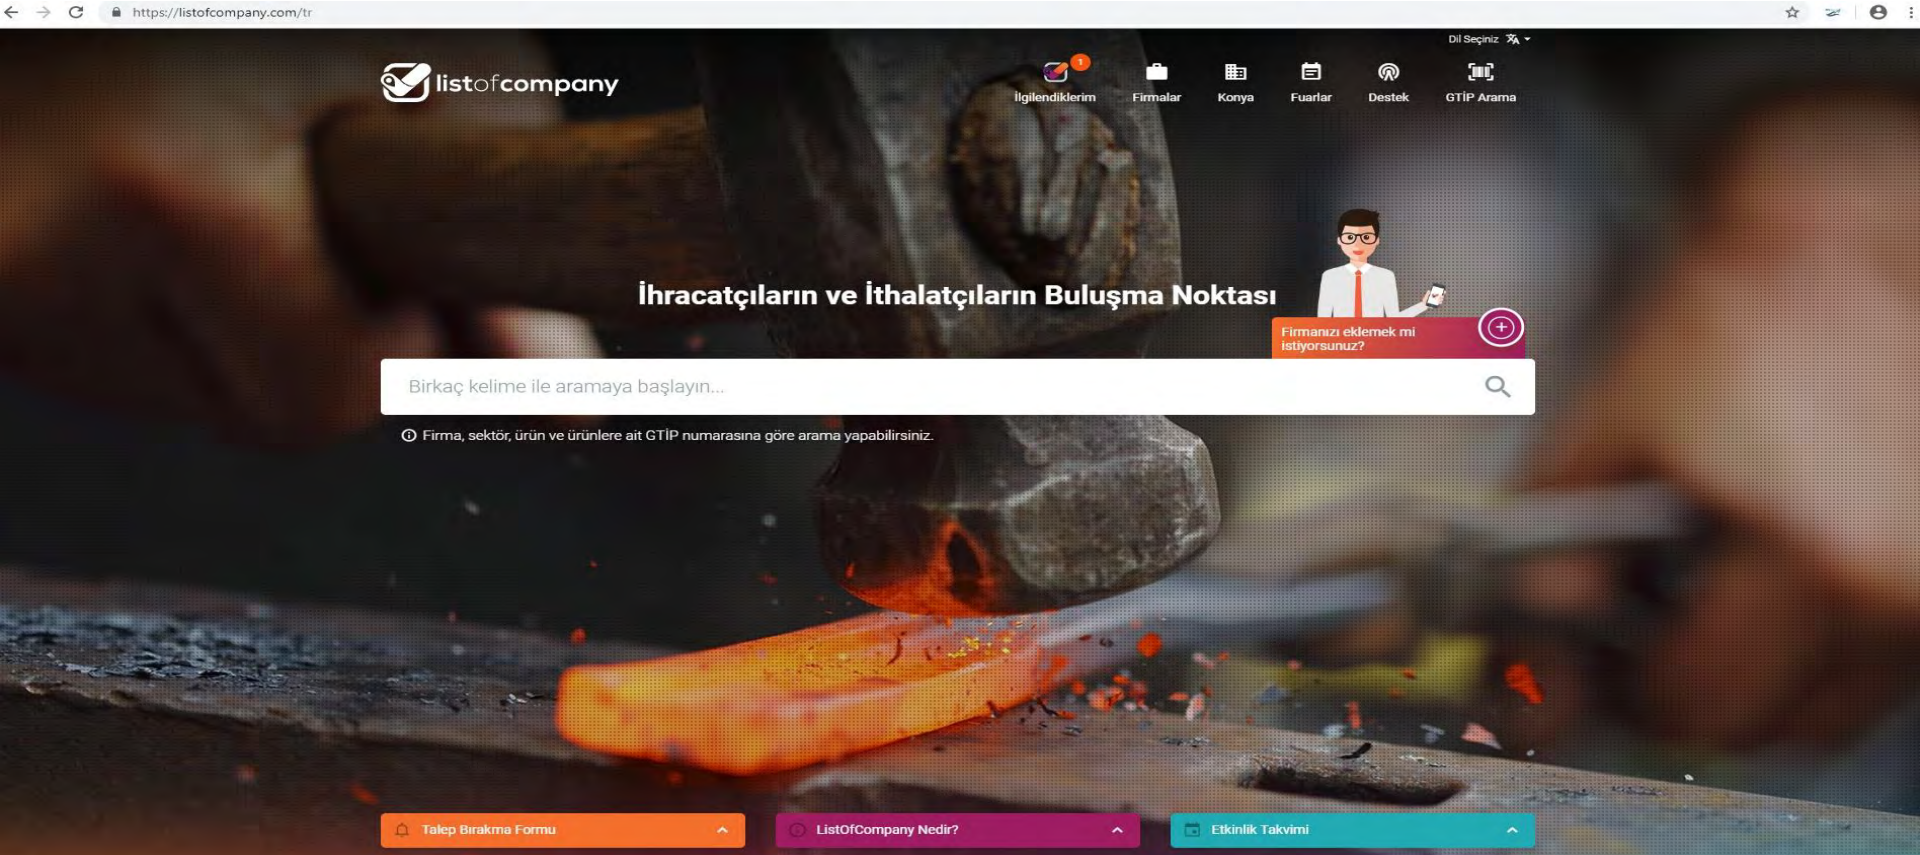 https://listofcompany.com/tr
Dil Seçiniz
listofcompany
1
İlgilendiklerim
Firmalar
Konya
Fuarlar
Destek
GTİP Arama
İhracatçıların ve İthalatçıların Buluşma Noktası
Firmanızı eklemek mi
istiyorsunuz?
Birkaç kelime ile aramaya başlayın...
Firma, sektör, ürün ve ürünlere ait GTİP numarasına göre arama yapabilirsiniz.
Talep Bırakma Formu
ListOfCompany Nedir?
Etkinlik Takvimi